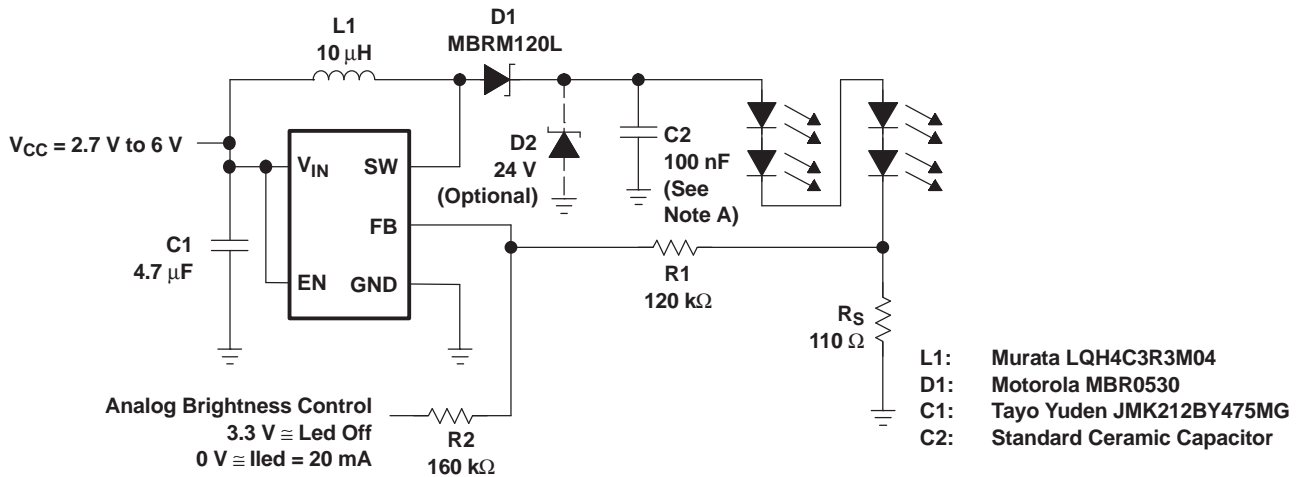 D1
MBRM120L
L1
10 μH
VCC = 2.7 V to 6 V
VIN
SW
D2
24 V
(Optional)
C2
100 nF
(See
Note A)
FB
C1
4.7 μF
EN
GND
R1
120 kΩ
RS
110 Ω
Analog Brightness Control
3.3 V ≅ Led Off
0 V ≅ Iled = 20 mA
R2
160 kΩ
L1: Murata LQH4C3R3M04
D1: Motorola MBR0530
C1: Tayo Yuden JMK212BY475MG
C2: Standard Ceramic Capacitor